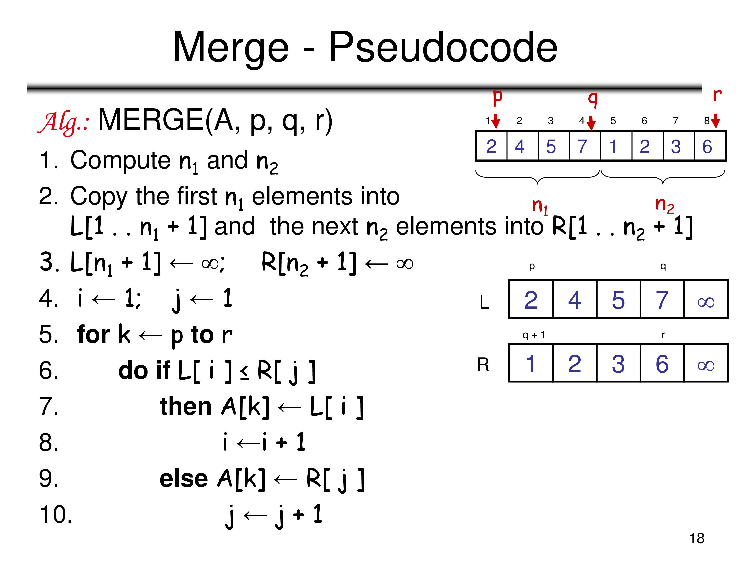 Merge - Pseudocode
Alg.: MERGE(A, p, q, r)
p q r
1 2 3 4 5 6 7 8
2 4 5 7 1 2 3 6
n1 n2
1. Compute n1 and n2
2. Copy the first n1 elements into
L[1 . . n1 + 1] and the next n2 elements into R[1 . . n2 + 1]
3. L[n1 + 1] ← ∞; R[n2 + 1] ← ∞
4. i ← 1; j ← 1
5. for k ← p to r
6. do if L[ i ] ≤ R[ j ]
7. then A[k] ← L[ i ]
8. i ←i + 1
9. else A[k] ← R[ j ]
10. j ← j + 1
p q
L 2 4 5 7 ∞
q + 1 r
R 1 2 3 6 ∞
18